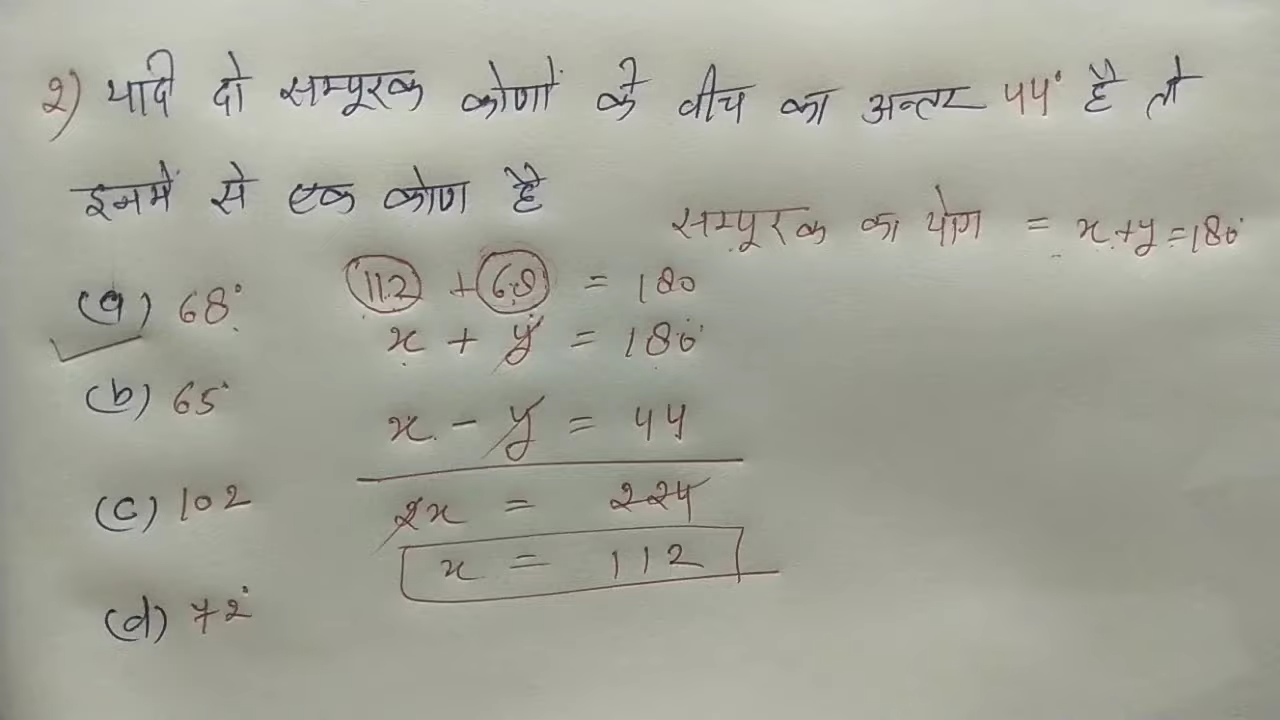 २) यदि दो सम्पूरक कोणों के बीच का अन्तर 44° है तो
इनमें से एक कोण है
सम्पूरक का योग = x+y=180°
(a) 68°
112 + 68 = 180
x + y = 180°
(b) 65°
x - y = 44
(c) 102
2x = 224
x = 112
(d) 72°